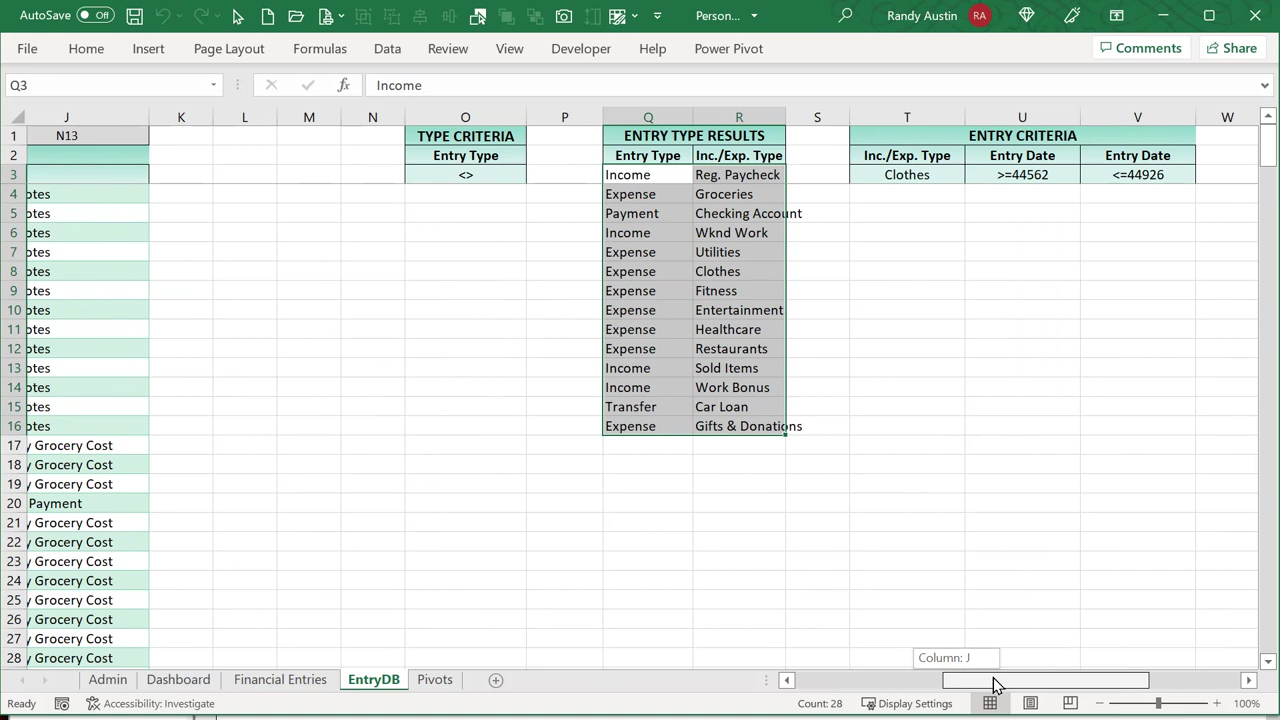 AutoSave Off Person... Randy Austin RA
File Home Insert Page Layout Formulas Data Review View Developer Help Power Pivot Comments Share
Q3 fx Income
J K L M N O P Q R S T U V W
1 N13 TYPE CRITERIA ENTRY TYPE RESULTS ENTRY CRITERIA
2 Entry Type Entry Type Inc./Exp. Type Inc./Exp. Type Entry Date Entry Date
3 <> Income Reg. Paycheck Clothes >=44562 <=44926
4 otes Expense Groceries
5 otes Payment Checking Account
6 otes Income Wknd Work
7 otes Expense Utilities
8 otes Expense Clothes
9 otes Expense Fitness
10 otes Expense Entertainment
11 otes Expense Healthcare
12 otes Expense Restaurants
13 otes Income Sold Items
14 otes Income Work Bonus
15 otes Transfer Car Loan
16 otes Expense Gifts & Donations
17 y Grocery Cost
18 y Grocery Cost
19 y Grocery Cost
20 Payment
21 y Grocery Cost
22 y Grocery Cost
23 y Grocery Cost
24 y Grocery Cost
25 y Grocery Cost
26 y Grocery Cost
27 y Grocery Cost
28 y Grocery Cost
Column: J
Admin Dashboard Financial Entries EntryDB Pivots
Ready Accessibility: Investigate Count: 28 Display Settings 100%